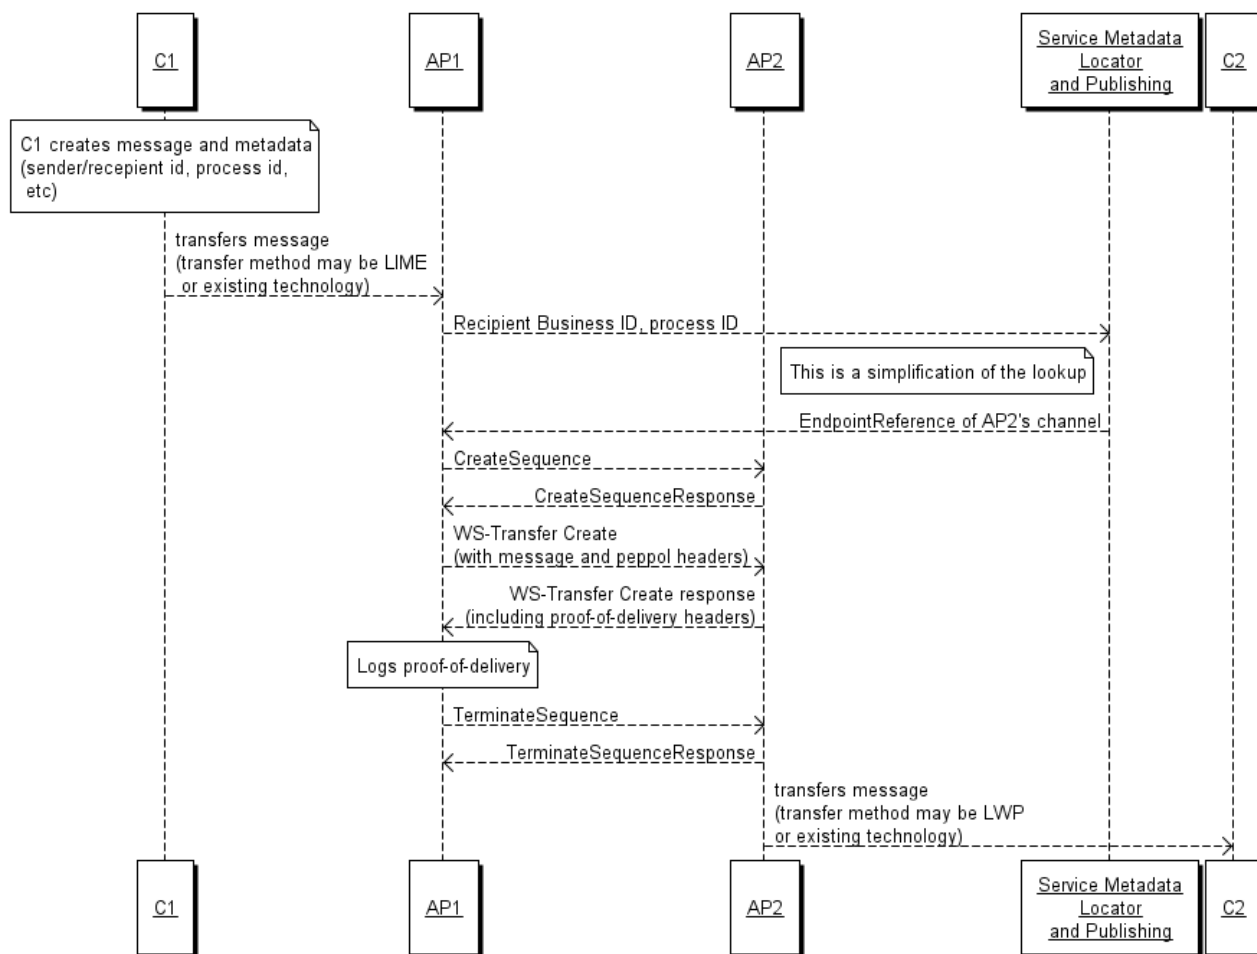 C1
AP1
AP2
Service Metadata
Locator
and Publishing
C2
C1 creates message and metadata
(sender/recepient id, process id,
etc)
transfers message
(transfer method may be LIME
or existing technology)
Recipient Business ID, process ID
This is a simplification of the lookup
EndpointReference of AP2's channel
CreateSequence
CreateSequenceResponse
WS-Transfer Create
(with message and peppol headers)
WS-Transfer Create response
(including proof-of-delivery headers)
Logs proof-of-delivery
TerminateSequence
TerminateSequenceResponse
transfers message
(transfer method may be LWP
or existing technology)
C1
AP1
AP2
Service Metadata
Locator
and Publishing
C2